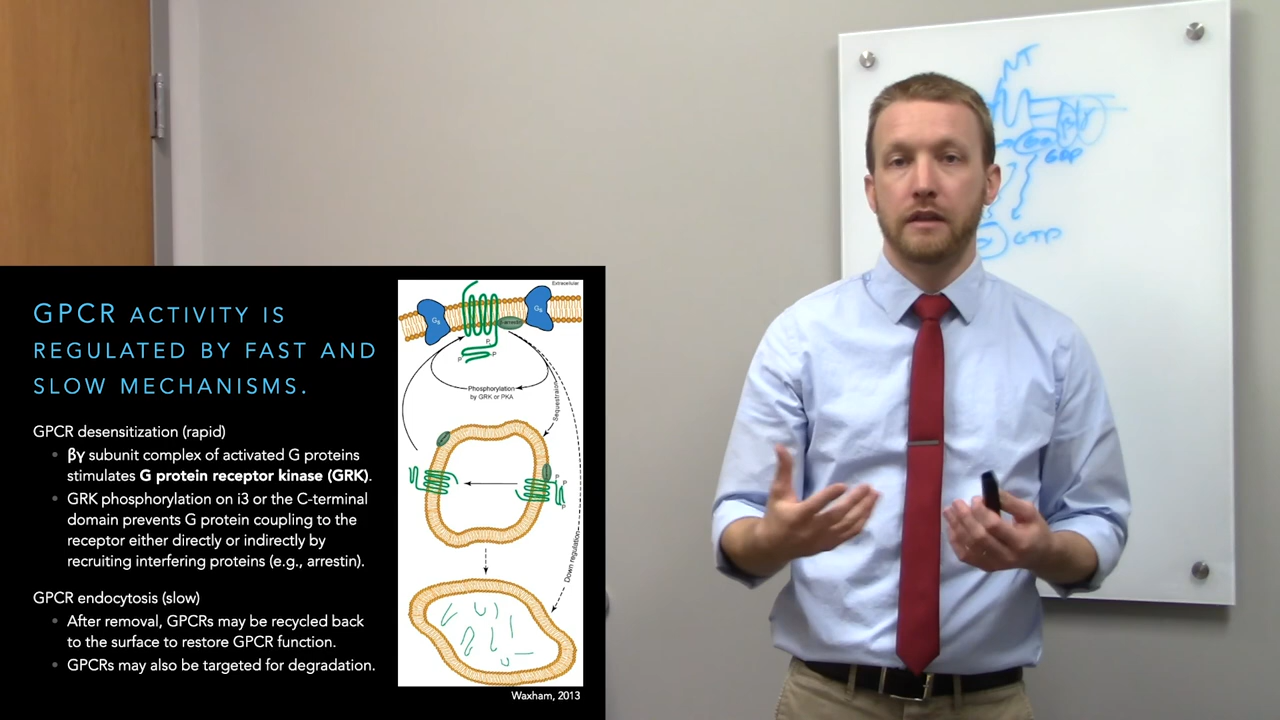 GPCR ACTIVITY IS
REGULATED BY FAST AND
SLOW MECHANISMS.
GPCR desensitization (rapid)
• βγ subunit complex of activated G proteins
stimulates G protein receptor kinase (GRK).
• GRK phosphorylation on i3 or the C-terminal
domain prevents G protein coupling to the
receptor either directly or indirectly by
recruiting interfering proteins (e.g., arrestin).
GPCR endocytosis (slow)
• After removal, GPCRs may be recycled back
to the surface to restore GPCR function.
• GPCRs may also be targeted for degradation.
Extracellular
Gs
Gs
P
P
P
Phosphorylation
by GRK or PKA
Sequestration
P
P
P
Down regulation
Waxham, 2013
NT
βγ
GDP
GTP